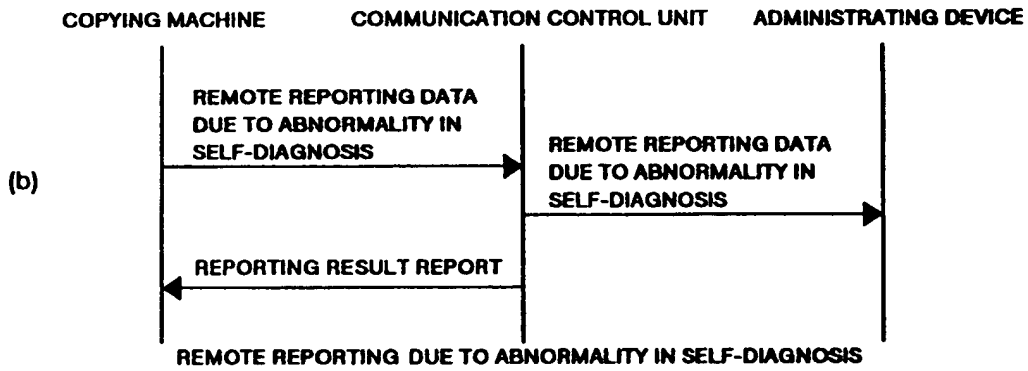 COPYING MACHINE
COMMUNICATION CONTROL UNIT
ADMINISTRATING DEVICE
REMOTE REPORTING DATA
DUE TO ABNORMALITY IN
SELF-DIAGNOSIS
REMOTE REPORTING DATA
DUE TO ABNORMALITY IN
SELF-DIAGNOSIS
(b)
REPORTING RESULT REPORT
REMOTE REPORTING DUE TO ABNORMALITY IN SELF-DIAGNOSIS